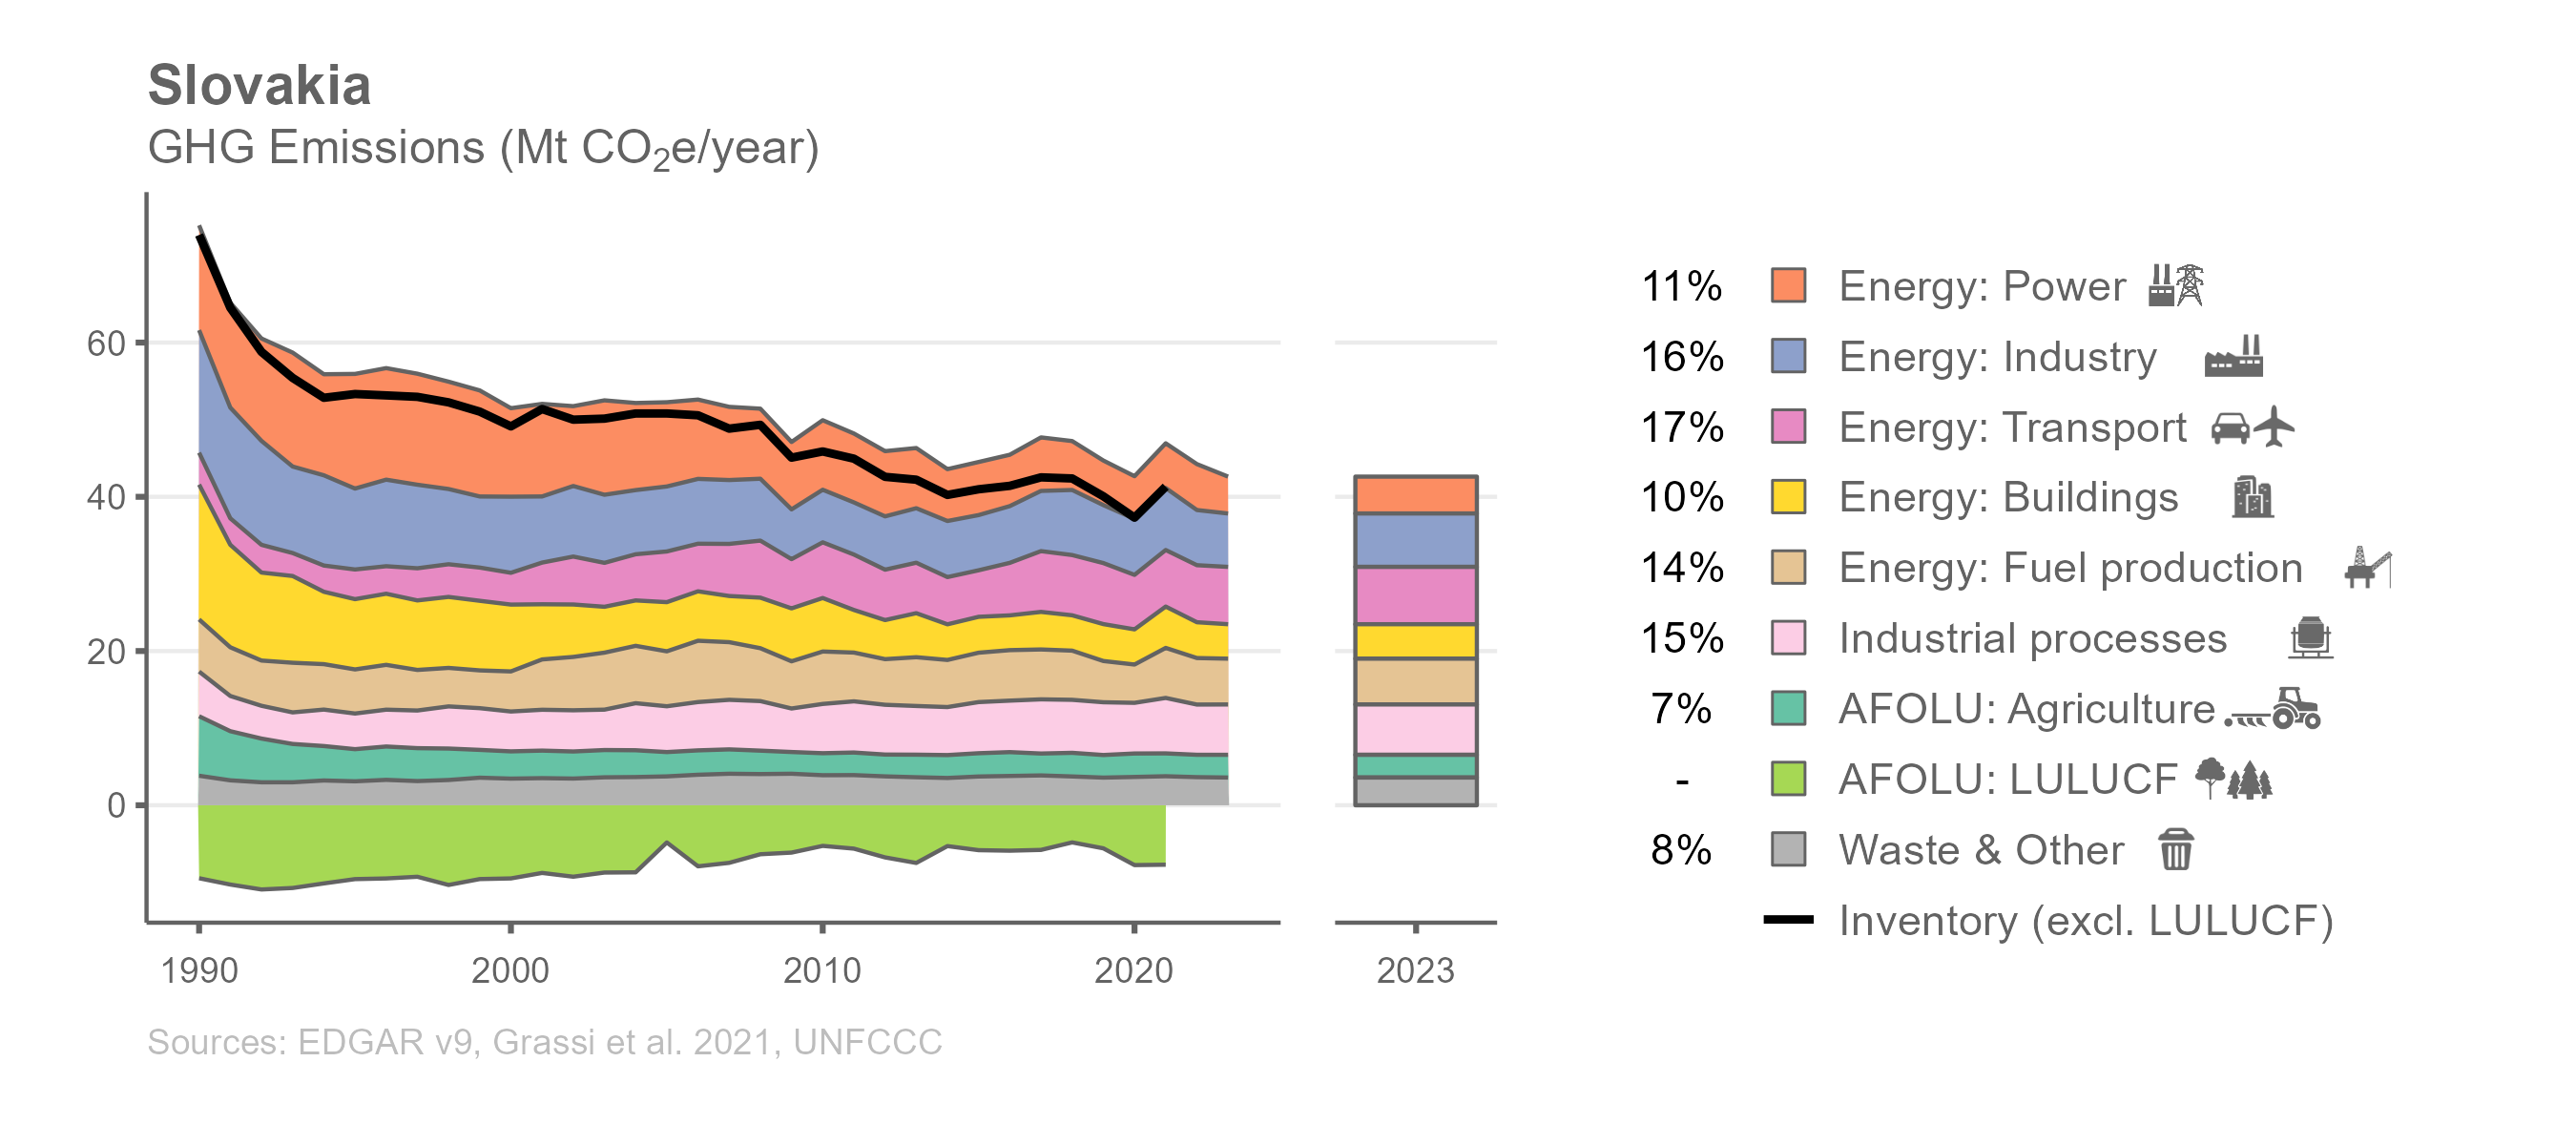 Slovakia
GHG Emissions (Mt CO₂e/year)
60
40
20
0
1990 2000 2010 2020 2023
11% Energy: Power
16% Energy: Industry
17% Energy: Transport
10% Energy: Buildings
14% Energy: Fuel production
15% Industrial processes
7% AFOLU: Agriculture
- AFOLU: LULUCF
8% Waste & Other
Inventory (excl. LULUCF)
Sources: EDGAR v9, Grassi et al. 2021, UNFCCC